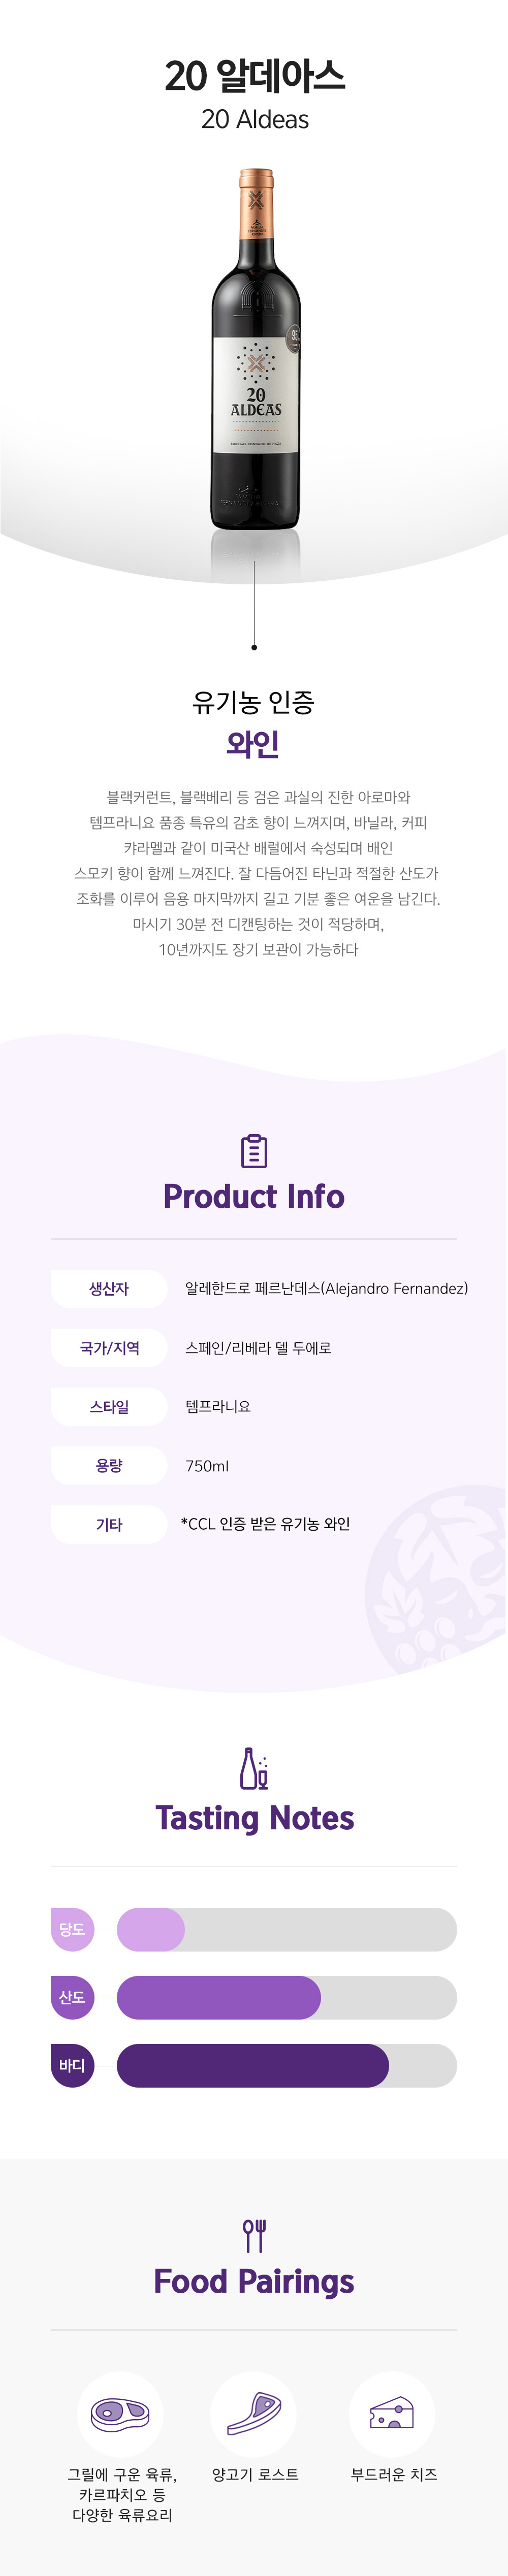 20 알데아스
20 Aldeas
95
20
ALDEAS
유기농 인증
와인
블랙커런트, 블랙베리 등 검은 과실의 진한 아로마와
템프라니요 품종 특유의 감초 향이 느껴지며, 바닐라, 커피
캬라멜과 같이 미국산 배럴에서 숙성되며 배인
스모키 향이 함께 느껴진다. 잘 다듬어진 타닌과 적절한 산도가
조화를 이루어 음용 마지막까지 길고 기분 좋은 여운을 남긴다.
마시기 30분 전 디캔팅하는 것이 적당하며,
10년까지도 장기 보관이 가능하다
Product Info
생산자 알레한드로 페르난데스(Alejandro Fernandez)
국가/지역 스페인/리베라 델 두에로
스타일 템프라니요
용량 750ml
기타 *CCL 인증 받은 유기농 와인
Tasting Notes
당도
산도
바디
Food Pairings
그릴에 구운 육류,
카르파치오 등
다양한 육류요리
양고기 로스트
부드러운 치즈